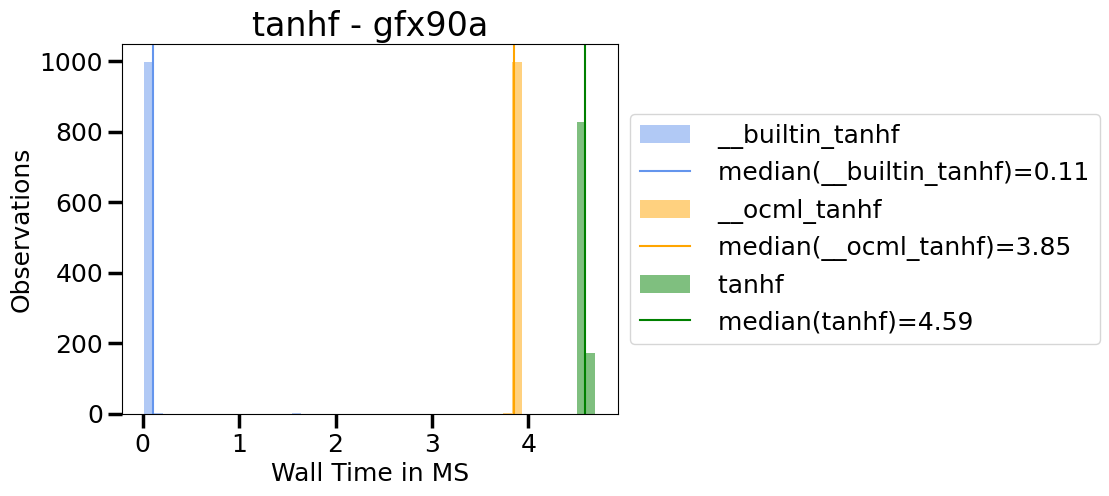 tanhf - gfx90a
1000
800
600
400
200
0
Observations
0 1 2 3 4
Wall Time in MS
__builtin_tanhf
median(__builtin_tanhf)=0.11
__ocml_tanhf
median(__ocml_tanhf)=3.85
tanhf
median(tanhf)=4.59